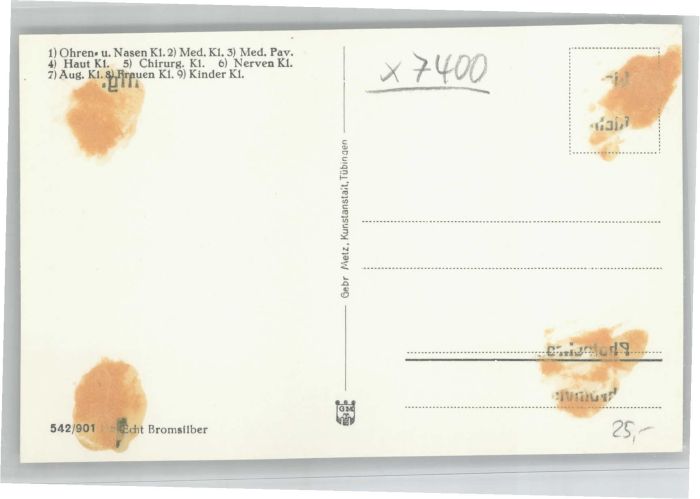 1) Ohren- u. Nasen Kl. 2) Med. Kl. 3) Med. Pav.
4) Haut Kl. 5) Chirurg. Kl. 6) Nerven Kl.
7) Aug. Kl. 8) Frauen Kl. 9) Kinder Kl.
x 7400
Gebr Metz, Kunstanstalt, Tübingen
GMT
542/901 Echt Bromsilber
25,-